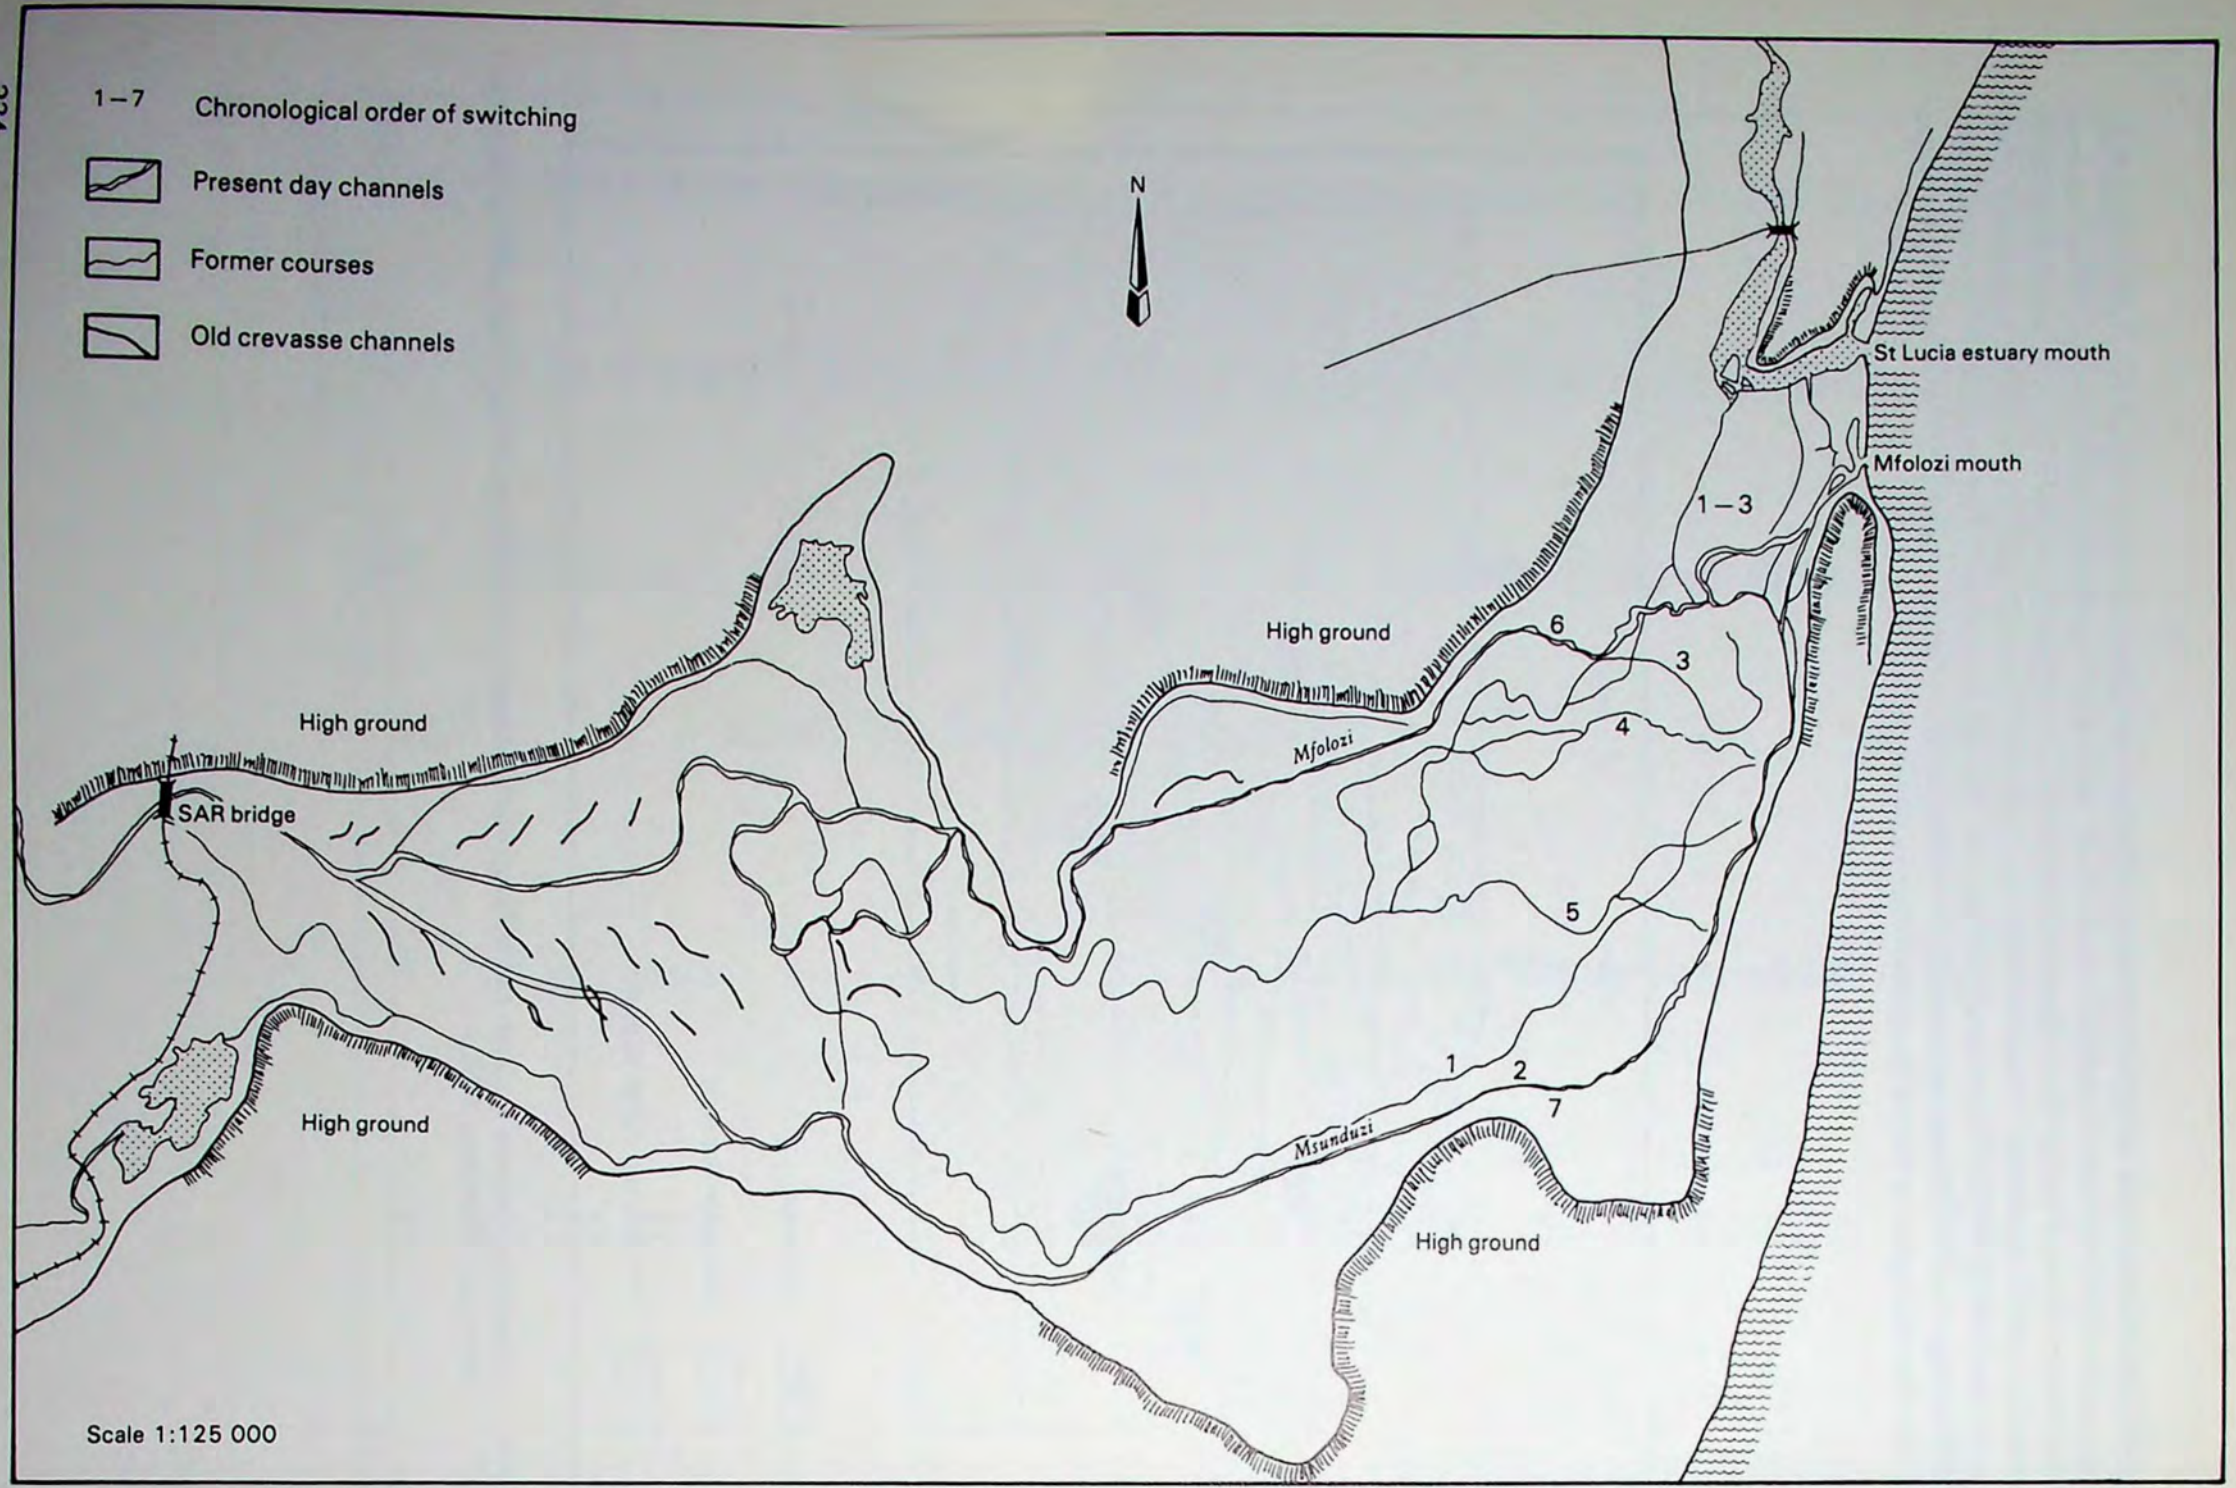 1–7 Chronological order of switching
Present day channels
Former courses
Old crevasse channels
N
St Lucia estuary mouth
Mfolozi mouth
1–3
High ground
6
3
4
Mfolozi
High ground
SAR bridge
5
1
2
7
Msunduzi
High ground
High ground
Scale 1:125 000